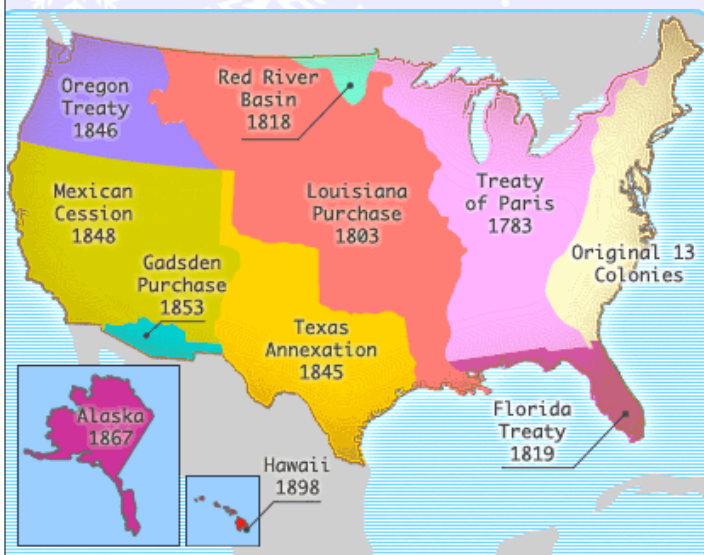 Oregon
Treaty
1846
Red River
Basin
1818
Mexican
Cession
1848
Louisiana
Purchase
1803
Treaty
of Paris
1783
Original 13
Colonies
Gadsden
Purchase
1853
Texas
Annexation
1845
Florida
Treaty
1819
Alaska
1867
Hawaii
1898